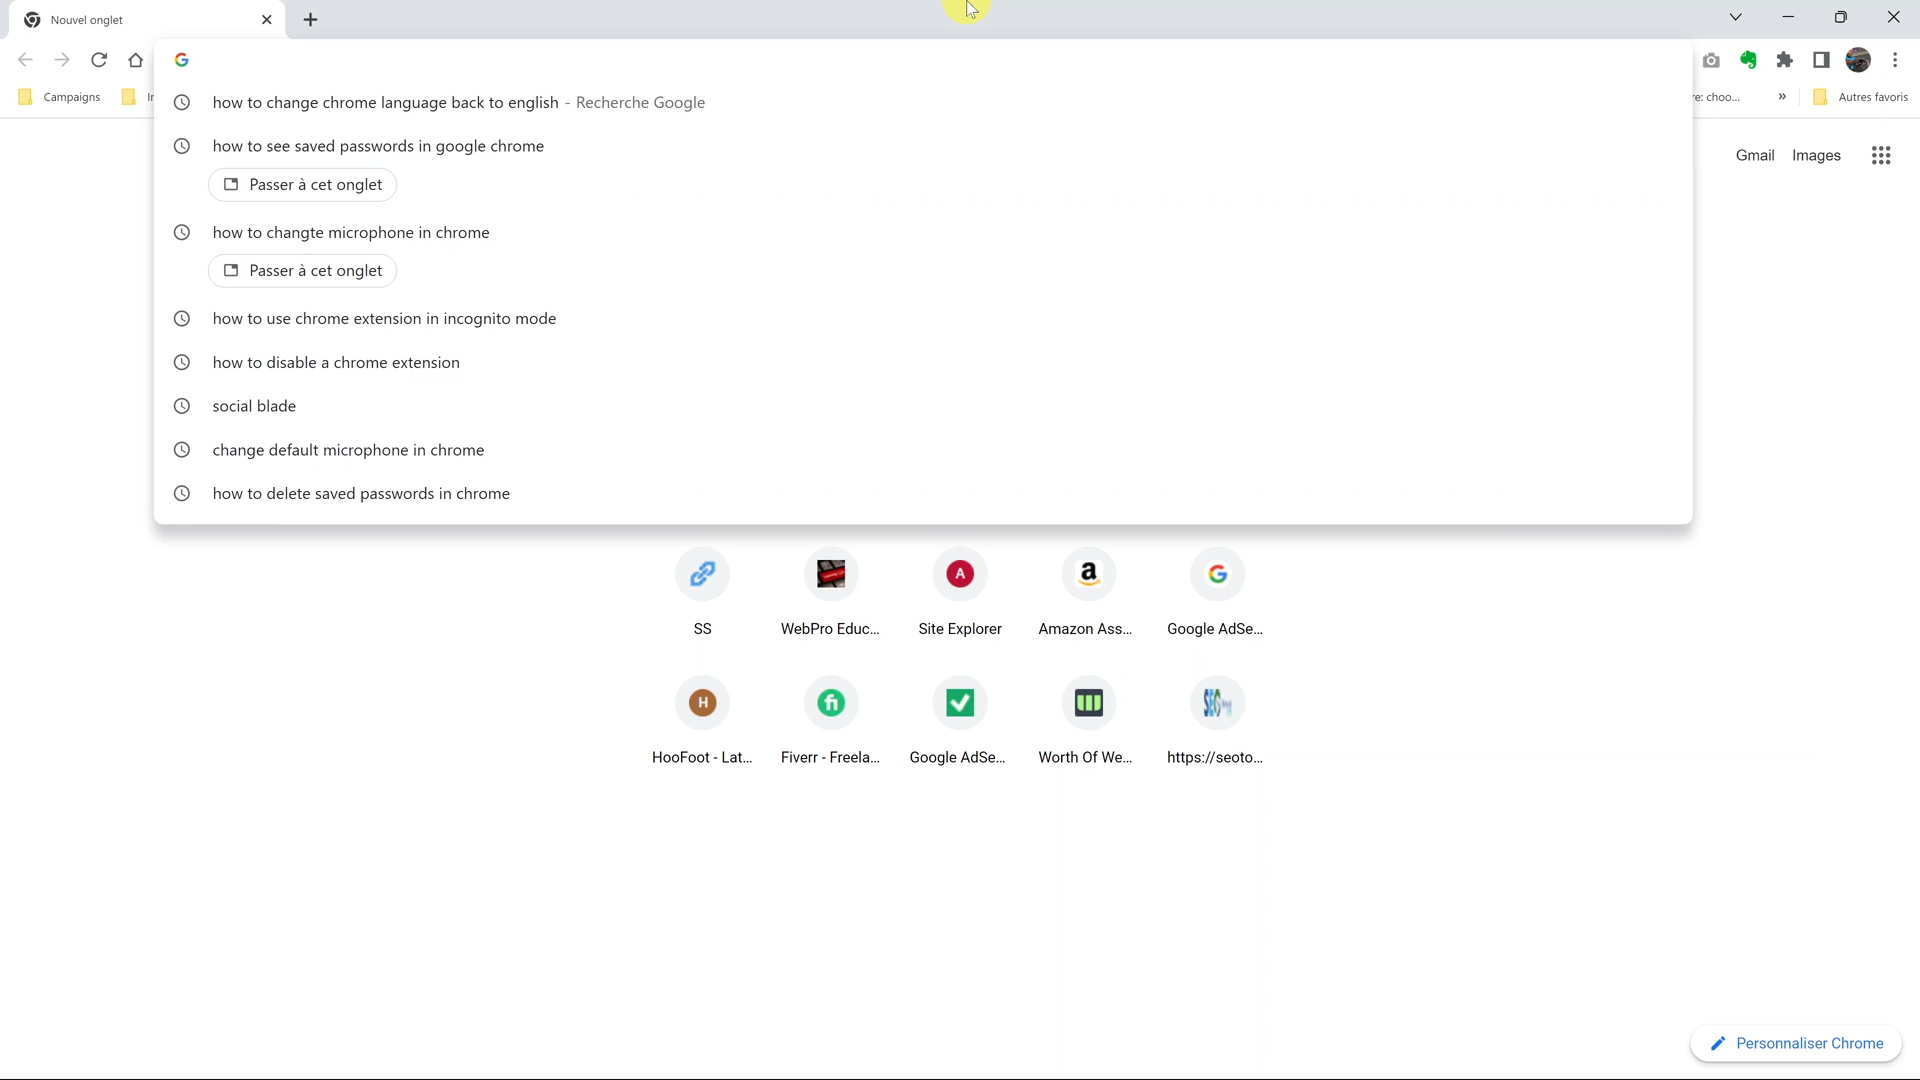 Nouvel onglet
Campaigns
re: choo...
»
Autres favoris
how to change chrome language back to english - Recherche Google
how to see saved passwords in google chrome
Passer à cet onglet
how to changte microphone in chrome
Passer à cet onglet
how to use chrome extension in incognito mode
how to disable a chrome extension
social blade
change default microphone in chrome
how to delete saved passwords in chrome
Gmail
Images
SS
WebPro Educ...
Site Explorer
Amazon Ass...
Google AdSe...
HooFoot - Lat...
Fiverr - Freela...
Google AdSe...
Worth Of We...
https://seoto...
Personnaliser Chrome